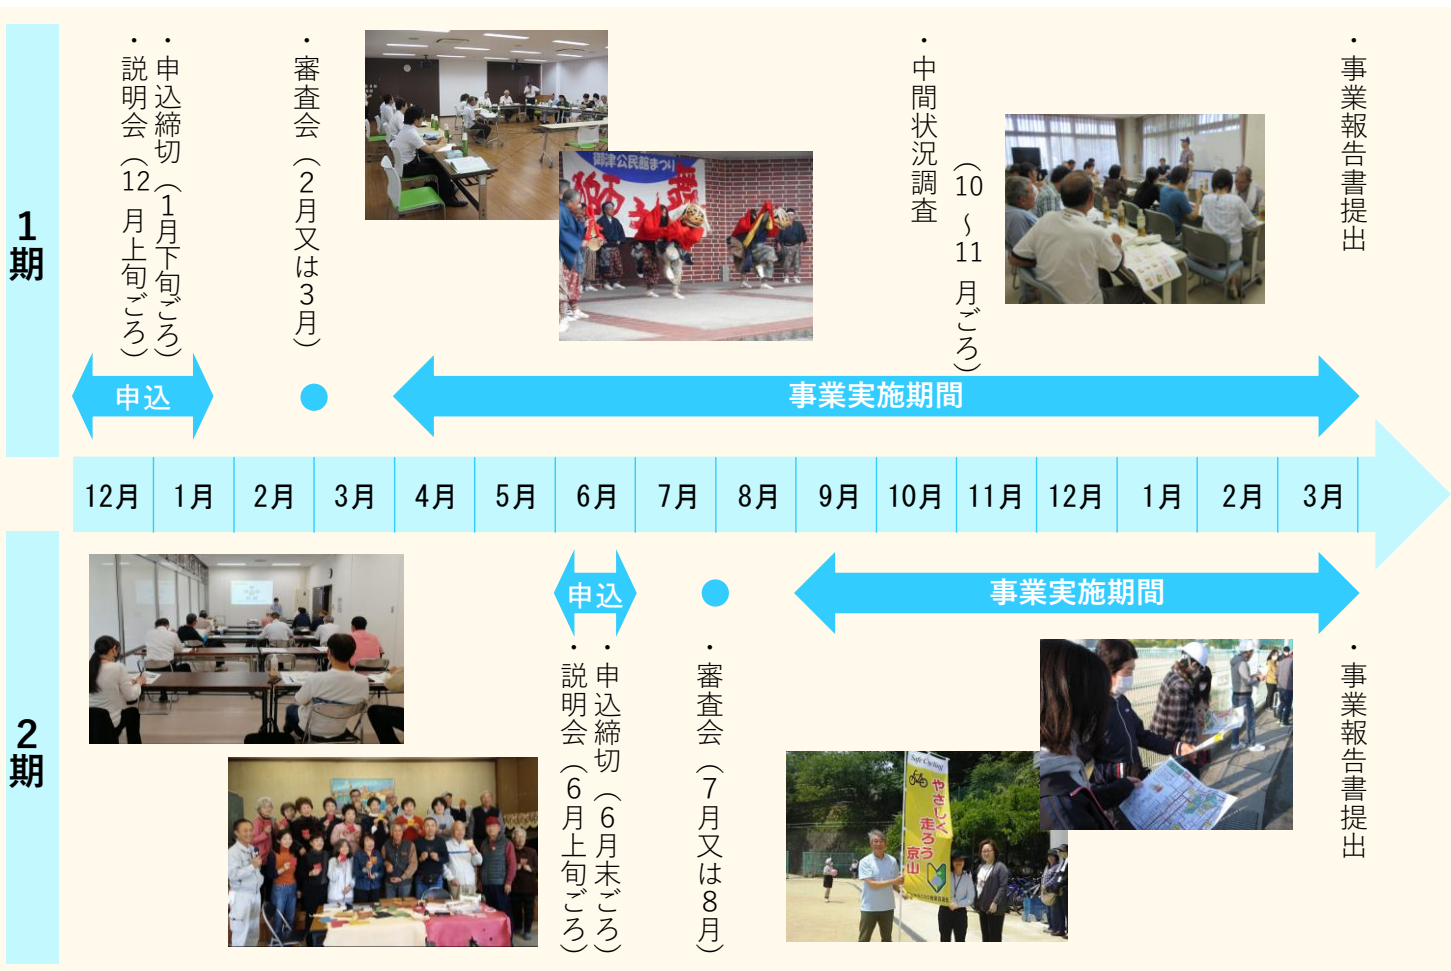 1期
・説明会（12月上旬ごろ）
・申込締切（1月下旬ごろ）
・審査会（2月又は3月）
御津公民館まつり
獅子舞
・中間状況調査
（10～11月ごろ）
・事業報告書提出
申込
事業実施期間
12月
1月
2月
3月
4月
5月
6月
7月
8月
9月
10月
11月
12月
1月
2月
3月
2期
申込
事業実施期間
・説明会（6月上旬ごろ）
・申込締切（6月末ごろ）
・審査会（7月又は8月）
・事業報告書提出
Safe Cycling
やさしく
走ろう
京山